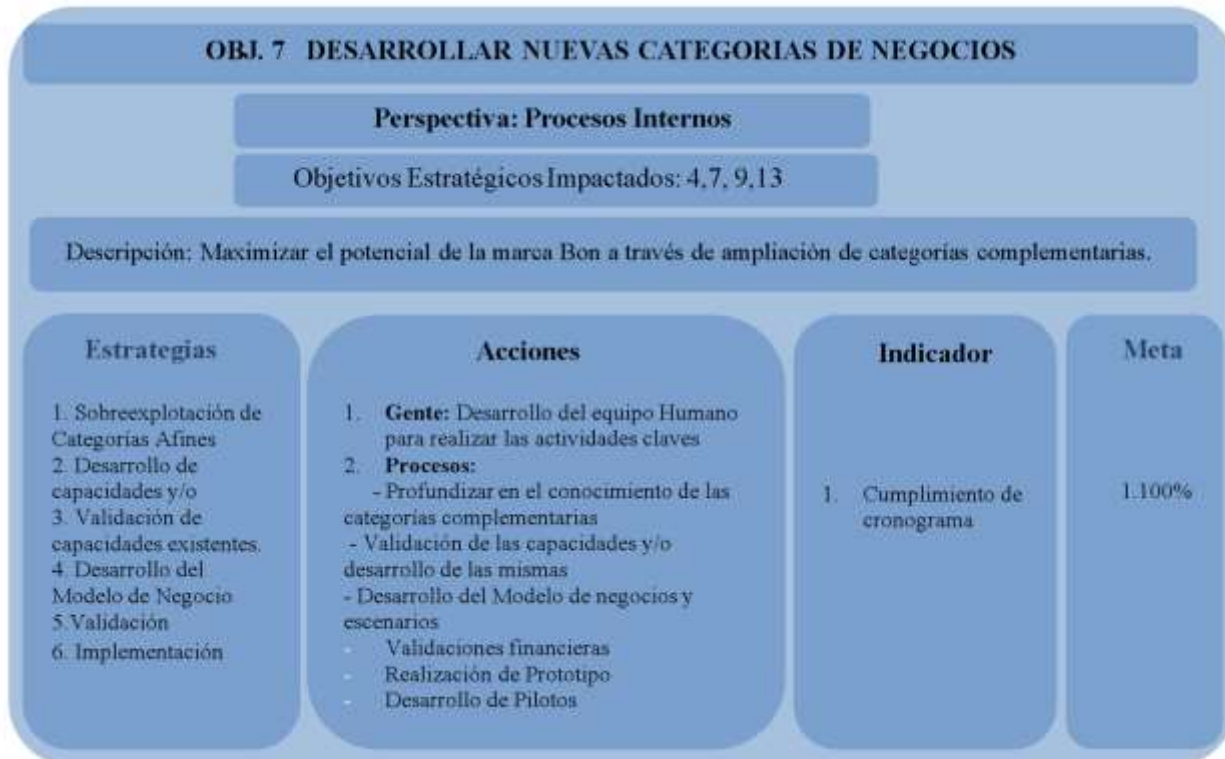 OBJ. 7 DESARROLLAR NUEVAS CATEGORIAS DE NEGOCIOS
Perspectiva: Procesos Internos
Objetivos Estratégicos Impactados: 4,7, 9,13
Descripción: Maximizar el potencial de la marca Bon a través de ampliación de categorías complementarias.
Estrategias
1. Sobreexplotación de
Categorías Afines
2. Desarrollo de
capacidades y/o
3. Validación de
capacidades existentes.
4. Desarrollo del
Modelo de Negocio
5.Validación
6. Implementación
Acciones
1. Gente: Desarrollo del equipo Humano
para realizar las actividades claves
2. Procesos:
- Profundizar en el conocimiento de las
categorías complementarias
- Validación de las capacidades y/o
desarrollo de las mismas
- Desarrollo del Modelo de negocios y
escenarios
- Validaciones financieras
- Realización de Prototipo
- Desarrollo de Pilotos
Indicador
1. Cumplimiento de
cronograma
Meta
1.100%